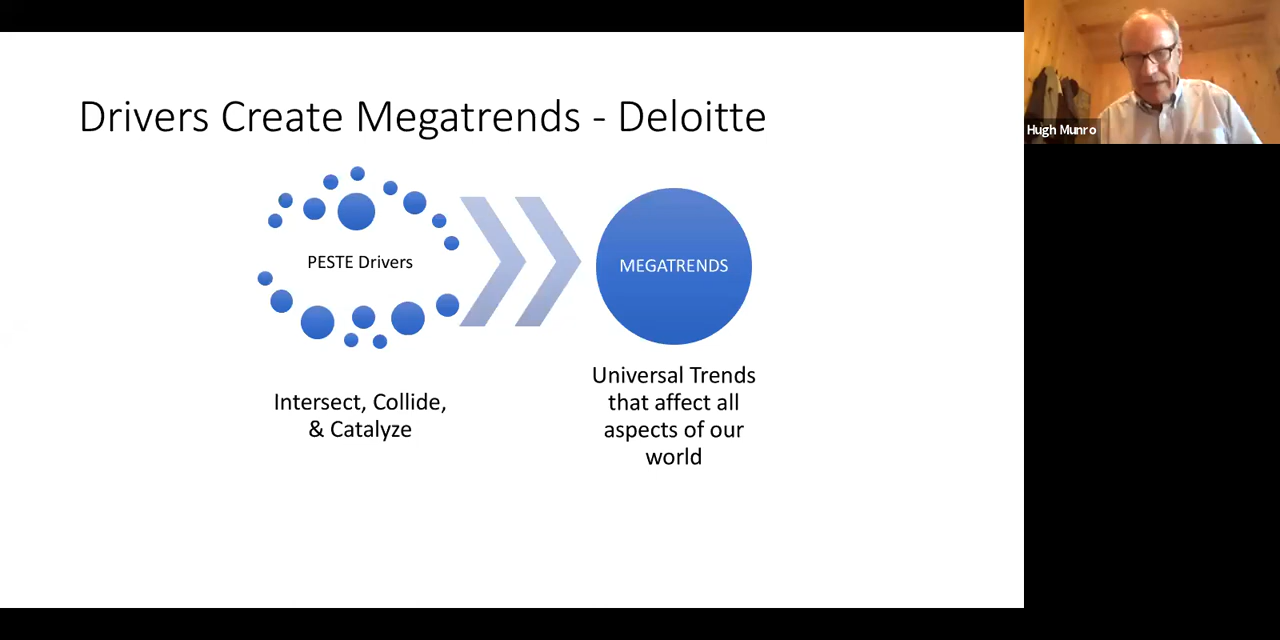 Drivers Create Megatrends - Deloitte
Hugh Munro
PESTE Drivers
MEGATRENDS
Intersect, Collide,
& Catalyze
Universal Trends
that affect all
aspects of our
world